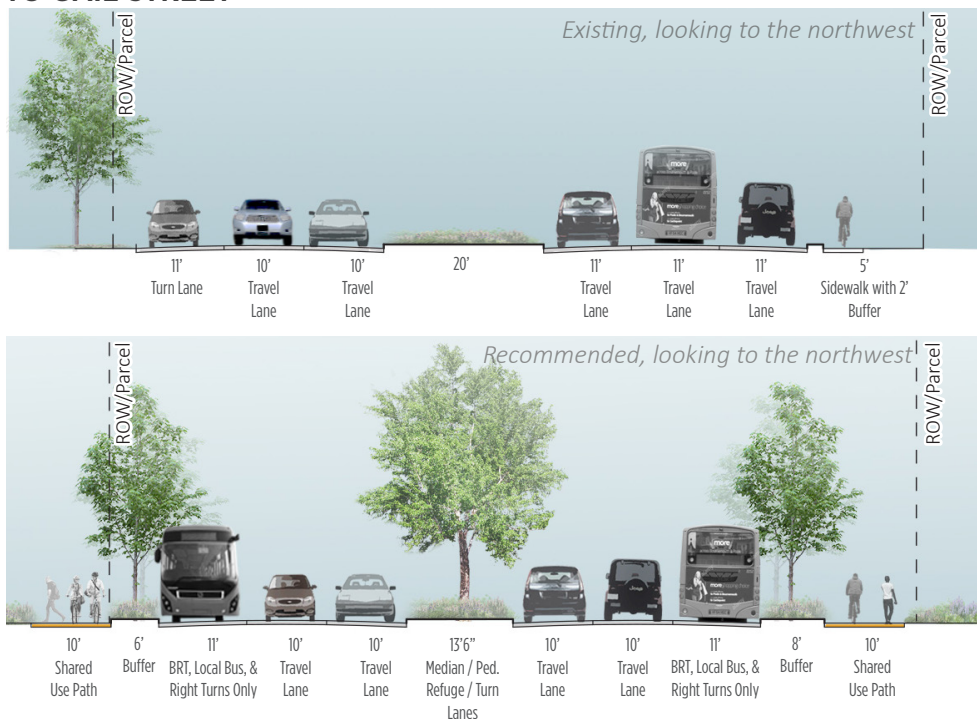 Existing, looking to the northwest
ROW/Parcel
ROW/Parcel
11'
Turn Lane
10'
Travel
Lane
10'
Travel
Lane
20'
11'
Travel
Lane
11'
Travel
Lane
11'
Travel
Lane
5'
Sidewalk with 2'
Buffer
Recommended, looking to the northwest
ROW/Parcel
ROW/Parcel
10'
Shared
Use Path
6'
Buffer
11'
BRT, Local Bus, &
Right Turns Only
10'
Travel
Lane
10'
Travel
Lane
13'6"
Median / Ped.
Refuge / Turn
Lanes
10'
Travel
Lane
10'
Travel
Lane
11'
BRT, Local Bus, &
Right Turns Only
8'
Buffer
10'
Shared
Use Path
more
more
Jeep